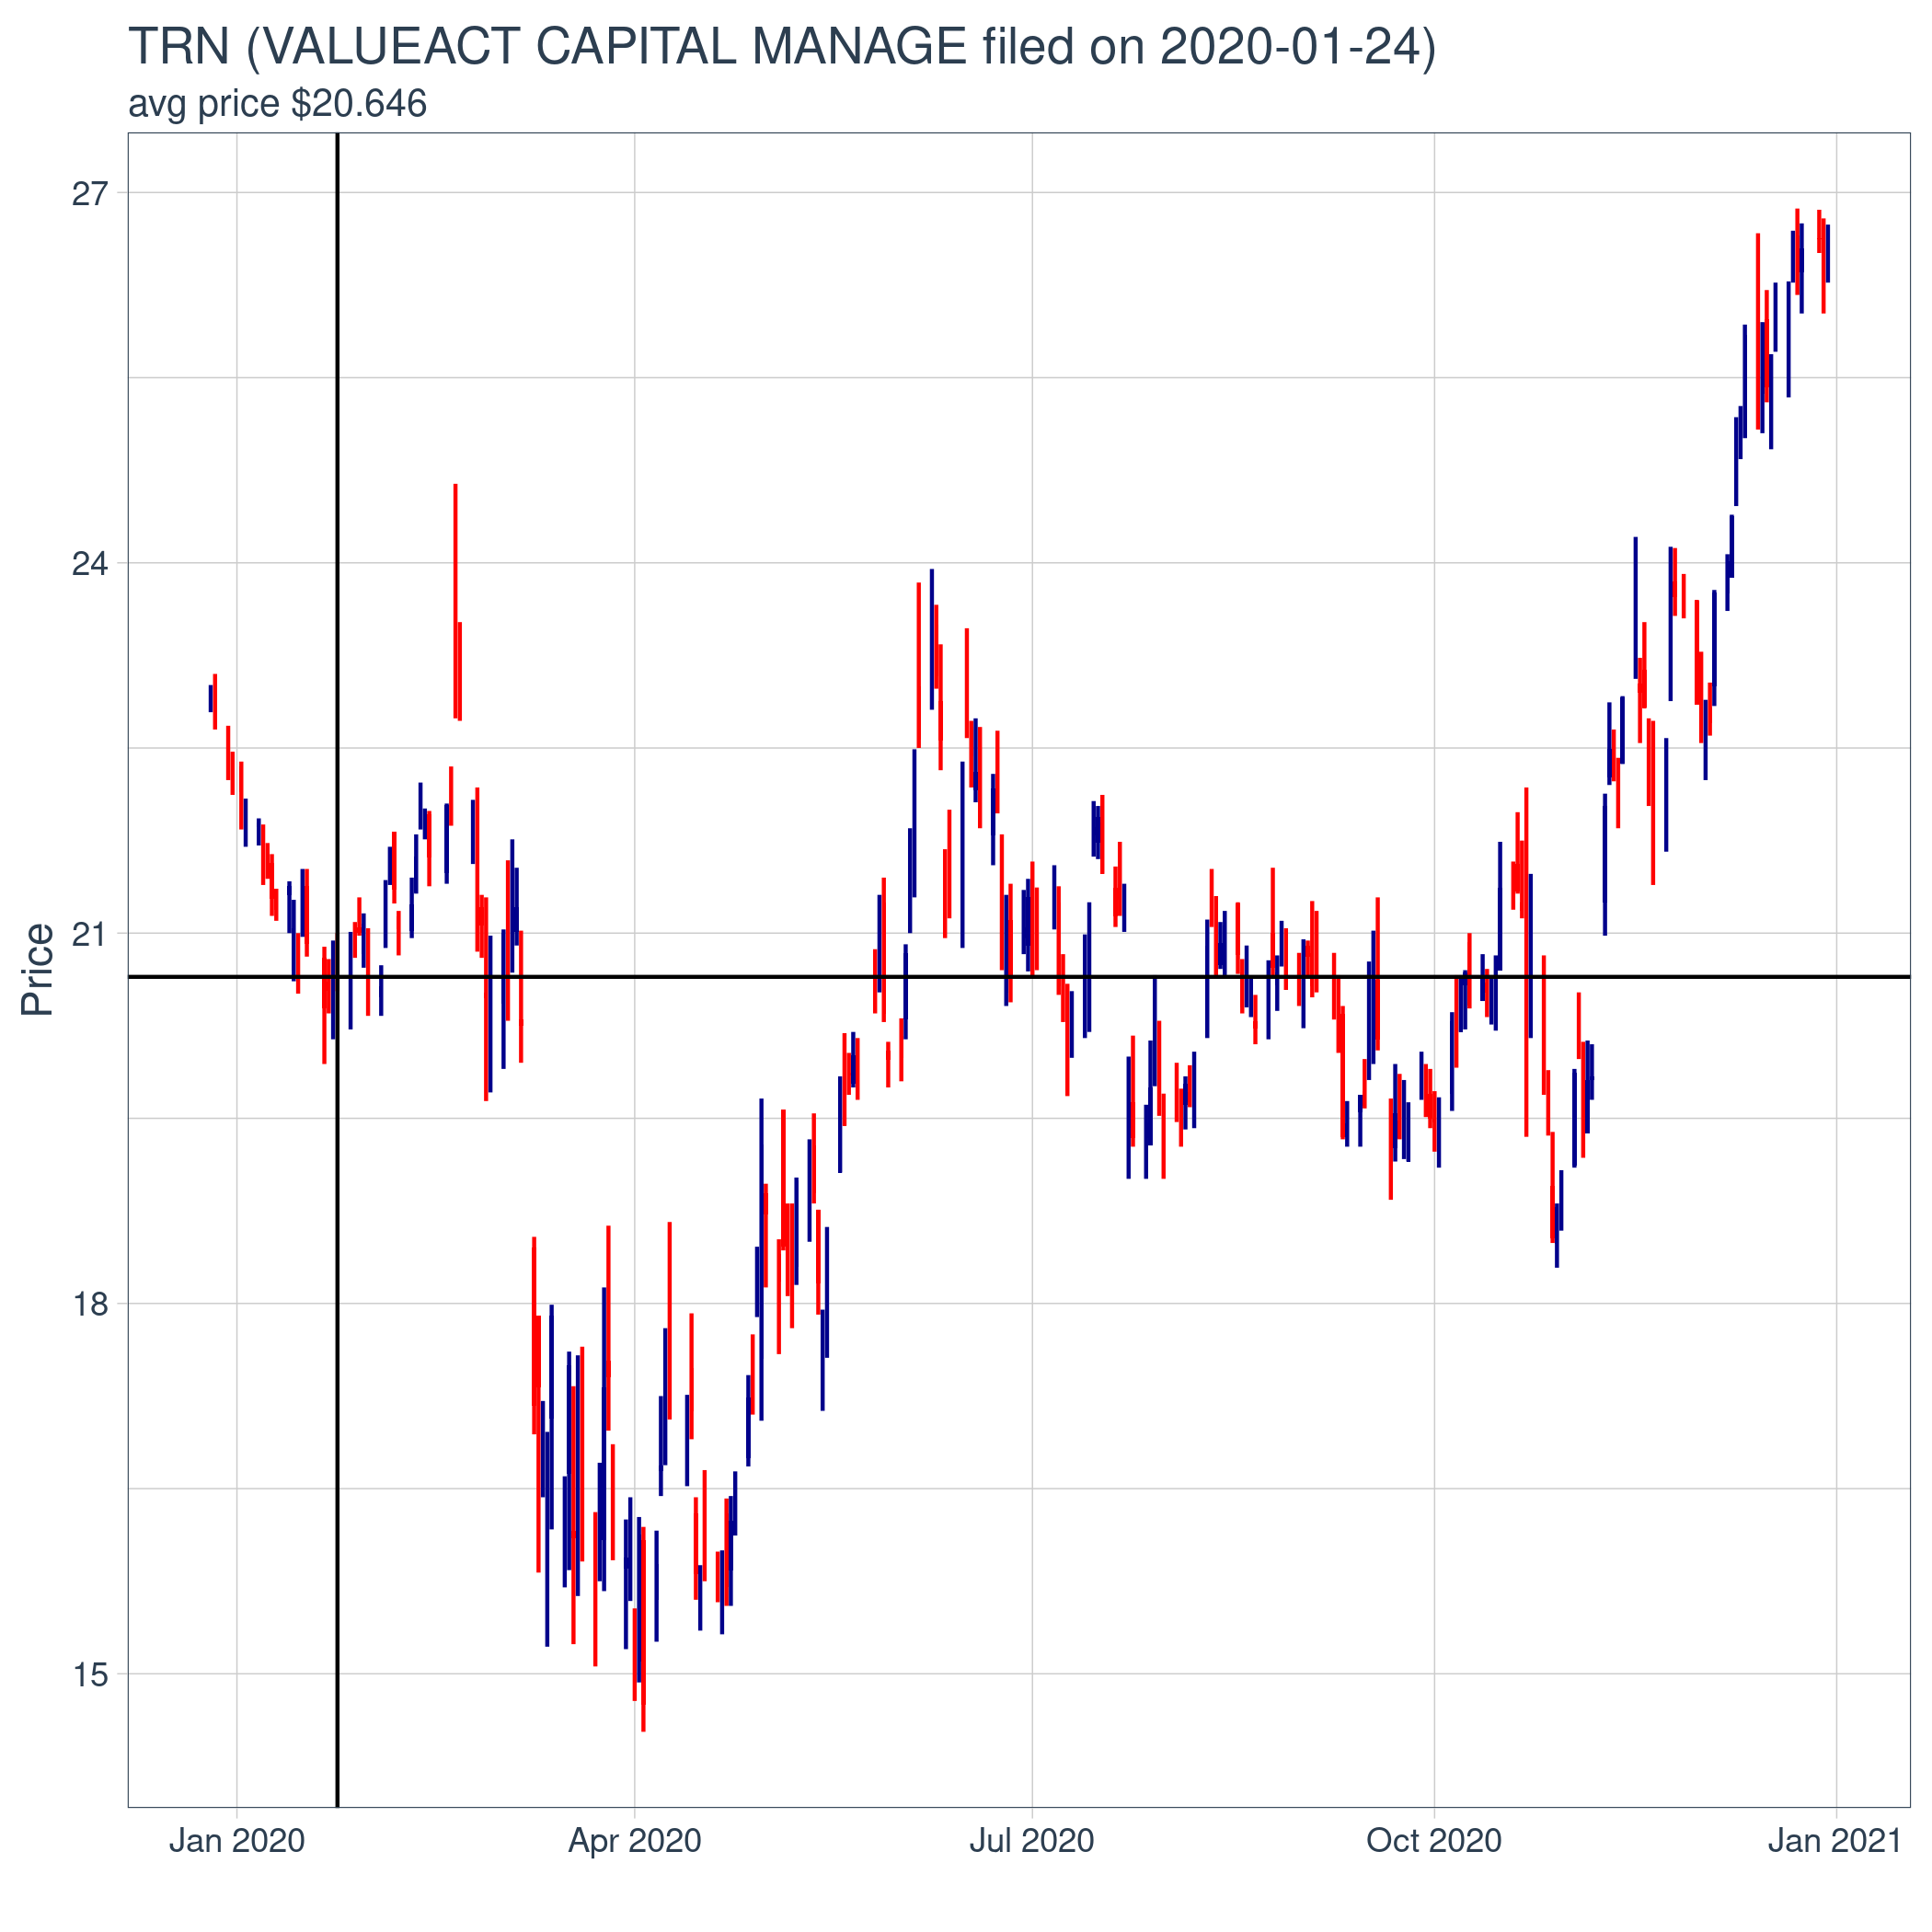 TRN (VALUEACT CAPITAL MANAGE filed on 2020-01-24)
avg price $20.646
27
24
21
18
15
Price
Jan 2020
Apr 2020
Jul 2020
Oct 2020
Jan 2021